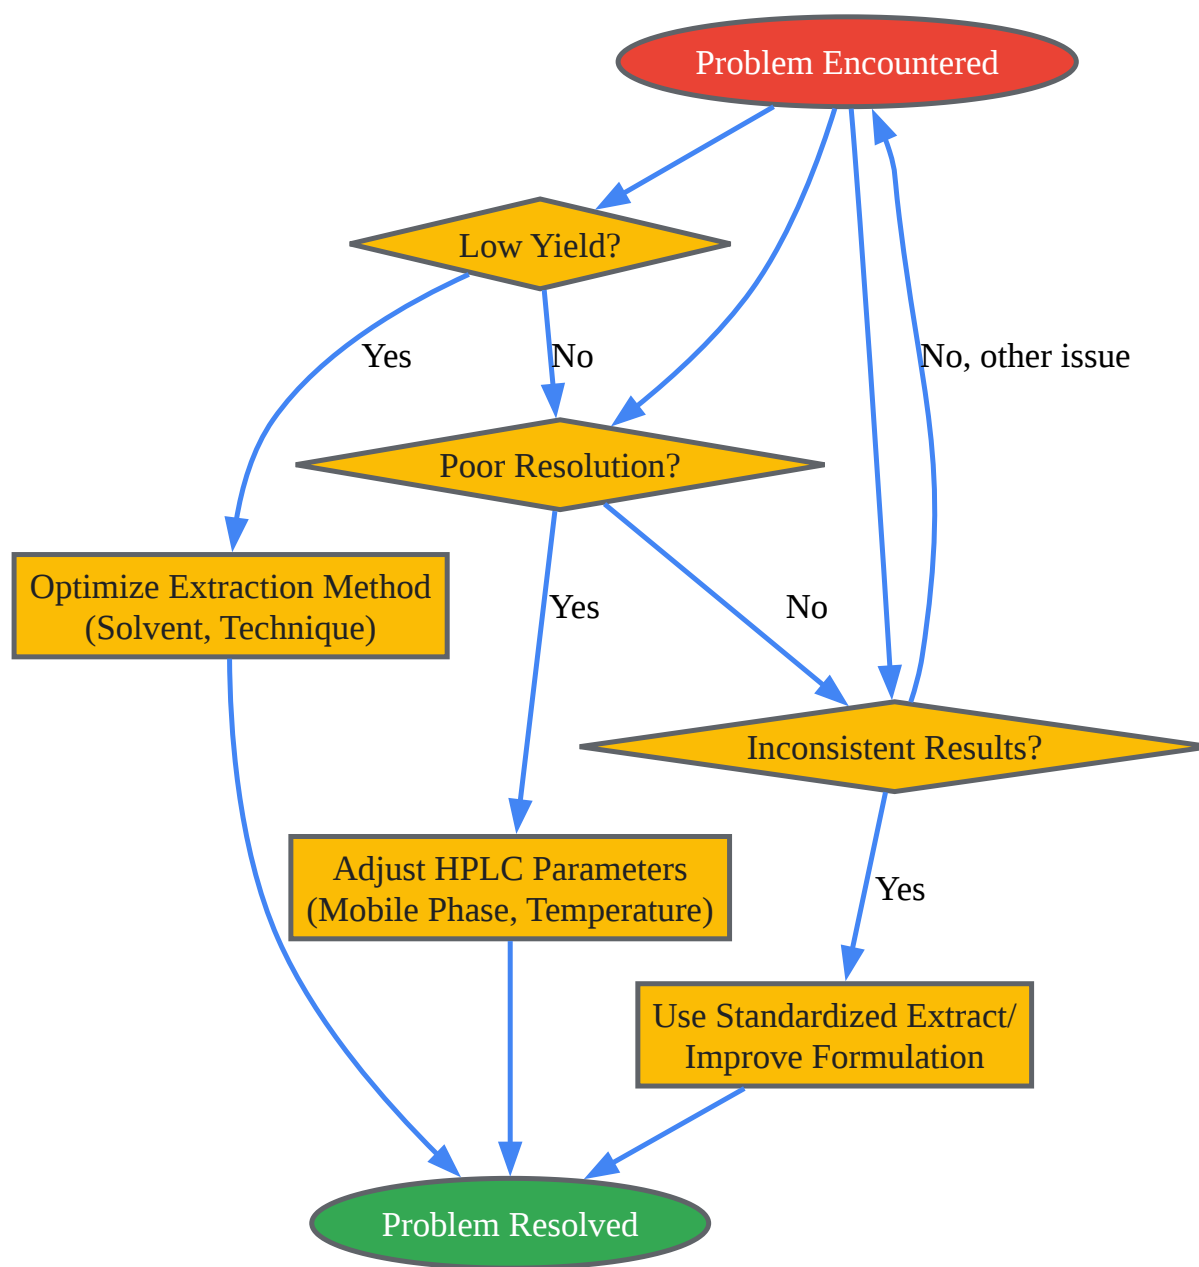 Problem Encountered
Low Yield?
Yes
No
No, other issue
Poor Resolution?
Optimize Extraction Method
(Solvent, Technique)
Yes
No
Inconsistent Results?
Adjust HPLC Parameters
(Mobile Phase, Temperature)
Yes
Use Standardized Extract/
Improve Formulation
Problem Resolved